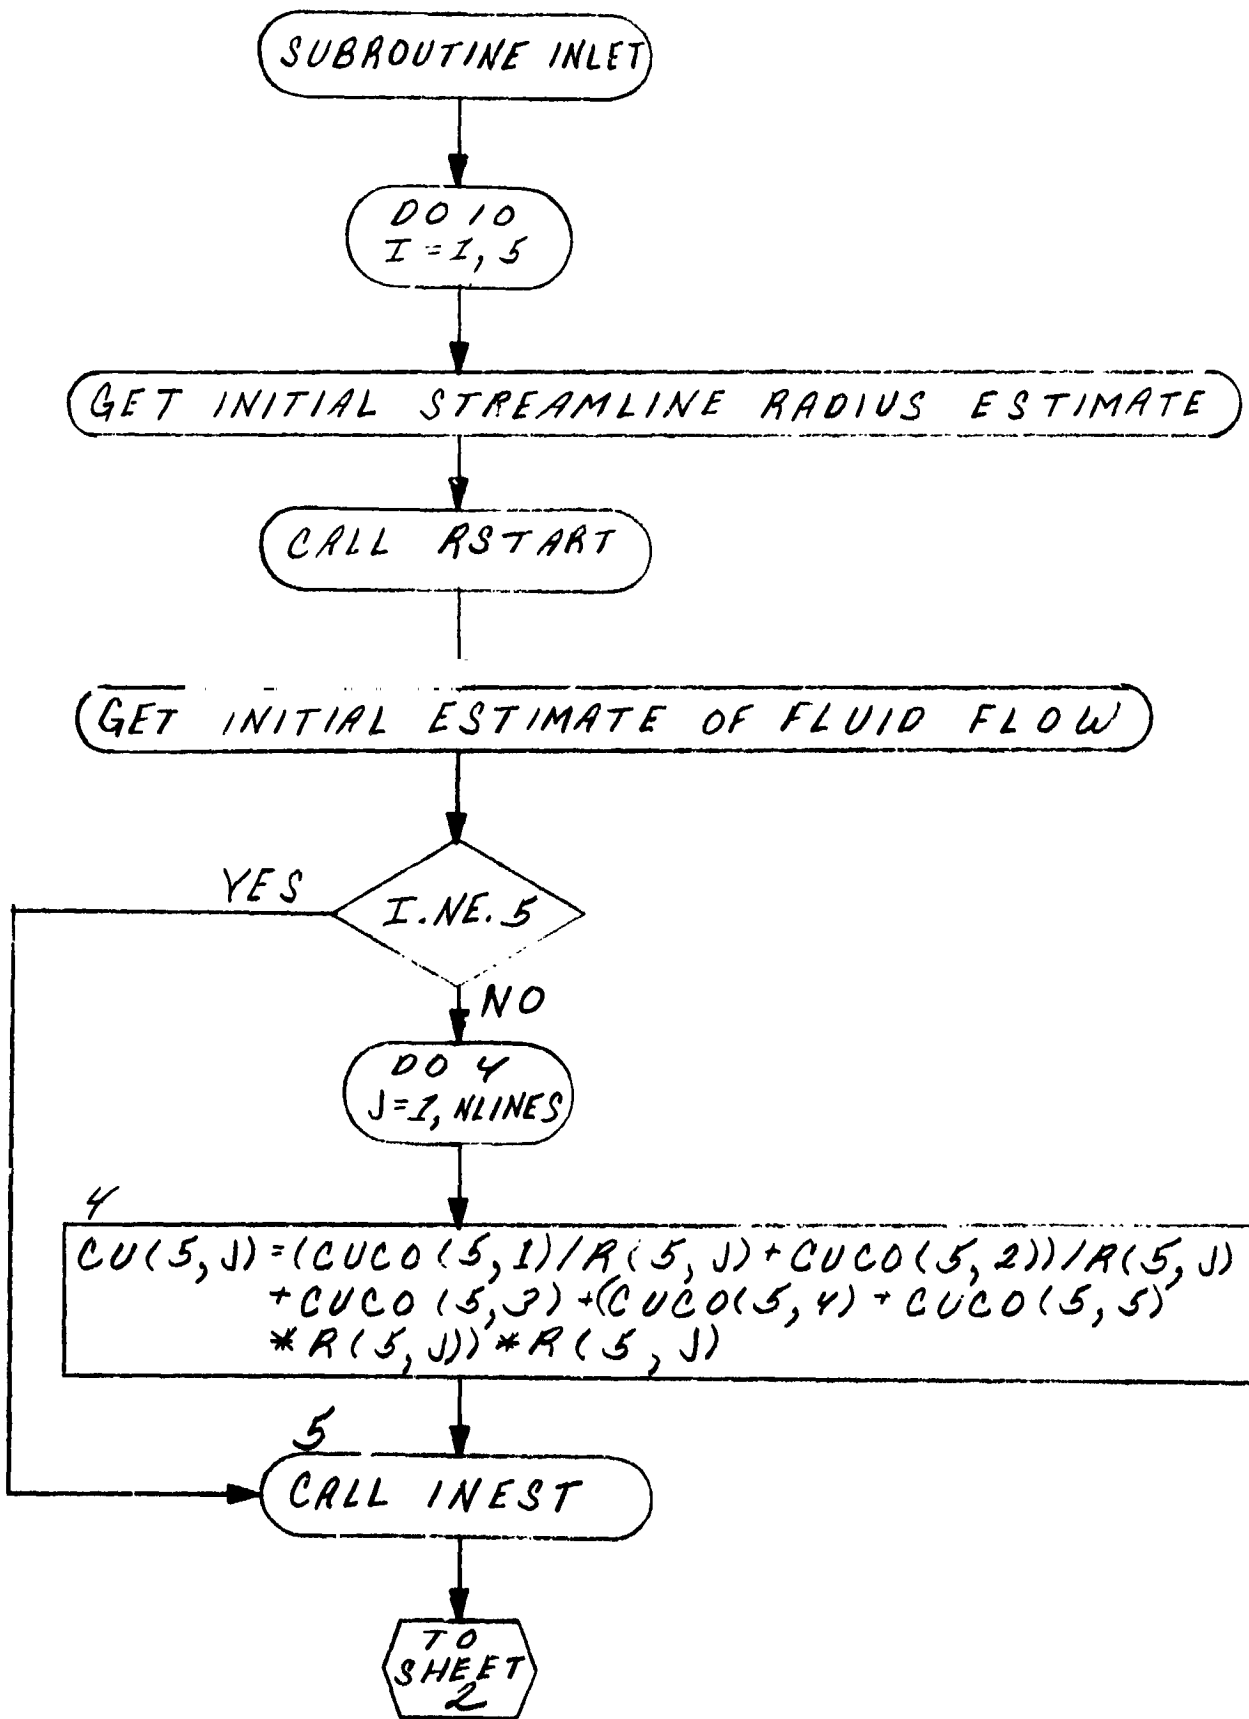 SUBROUTINE INLET
DO 10
I=1, 5
GET INITIAL STREAMLINE RADIUS ESTIMATE
CALL RSTART
GET INITIAL ESTIMATE OF FLUID FLOW
YES
I.NE.5
NO
DO 4
J=1, NLINES
4
CU(5,J)=(CUCO(5,1)/R(5,J)+CUCO(5,2))/R(5,J)
+CUCO(5,3)+(CUCO(5,4)+CUCO(5,5)
*R(5,J))*R(5,J)
5
CALL INEST
TO
SHEET
2